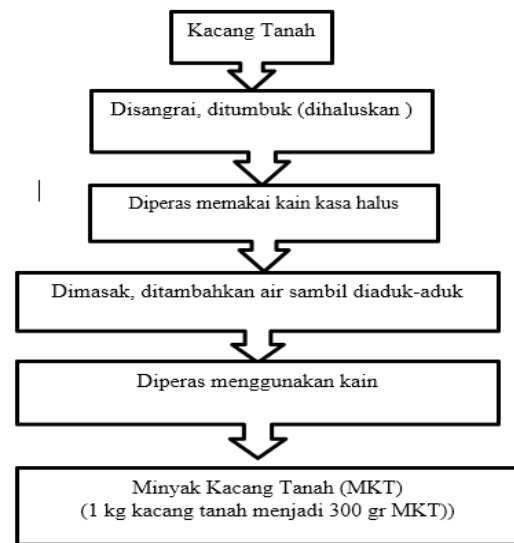 Kacang Tanah
Disangrai, ditumbuk (dihaluskan )
Diperas memakai kain kasa halus
Dimasak, ditambahkan air sambil diaduk-aduk
Diperas menggunakan kain
Minyak Kacang Tanah (MKT)
(1 kg kacang tanah menjadi 300 gr MKT))